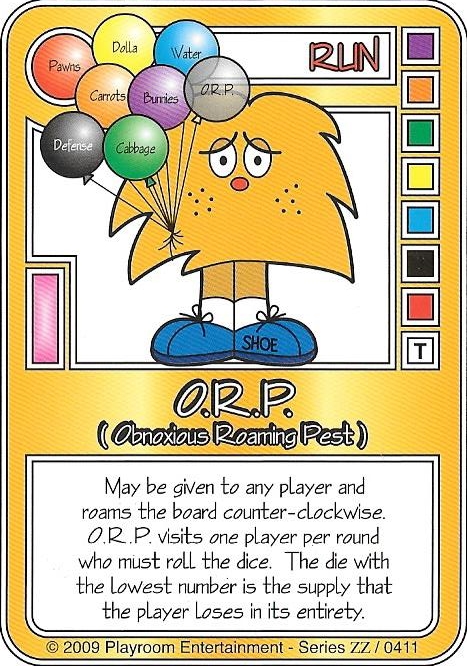 Pawns
Dolla
Water
RUN
Carrots
Bunnies
O.R.P.
Defense
Cabbage
SHOE
T
O.R.P.
( Obnoxious Roaming Pest )
May be given to any player and
roams the board counter-clockwise.
O.R.P. visits one player per round
who must roll the dice. The die with
the lowest number is the supply that
the player loses in its entirety.
© 2009 Playroom Entertainment - Series ZZ / 0411